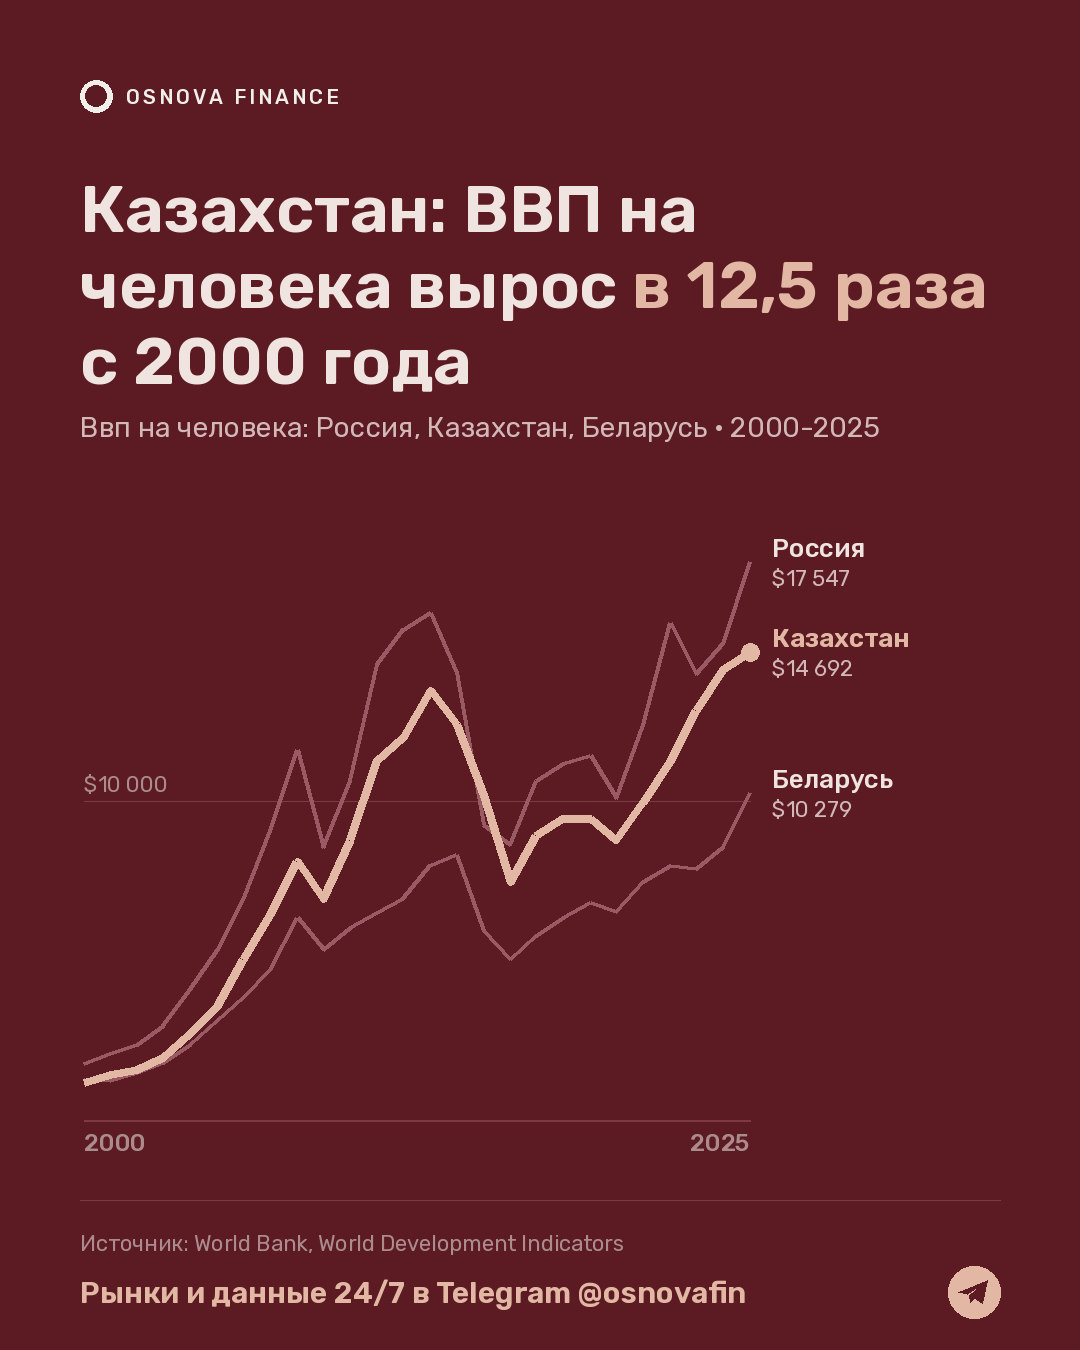 OSNOVA FINANCE
Казахстан: ВВП на
человека вырос в 12,5 раза
с 2000 года
Ввп на человека: Россия, Казахстан, Беларусь • 2000–2025
Россия
$17 547
Казахстан
$14 692
$10 000
Беларусь
$10 279
2000
2025
Источник: World Bank, World Development Indicators
Рынки и данные 24/7 в Telegram @osnovafin